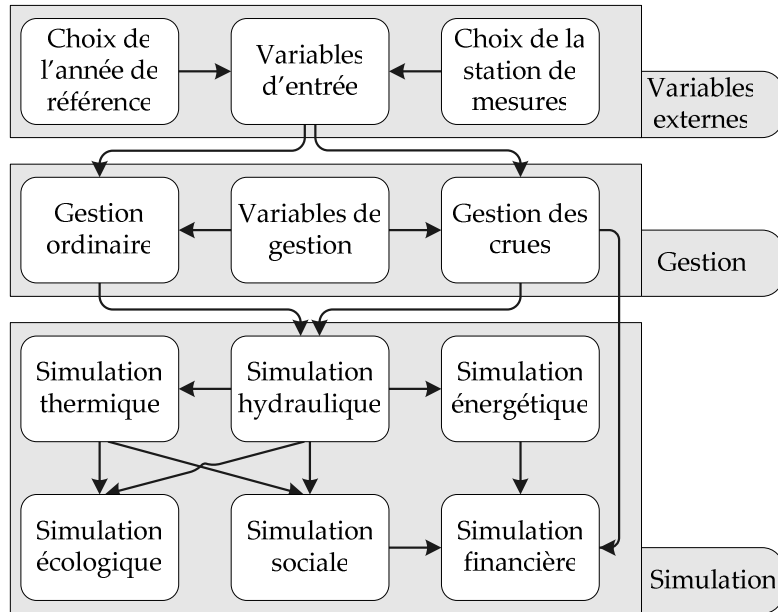 Choix de
l'année de
référence
Variables
d'entrée
Choix de la
station de
mesures
Variables
externes
Gestion
ordinaire
Variables de
gestion
Gestion des
crues
Gestion
Simulation
thermique
Simulation
hydraulique
Simulation
énergétique
Simulation
écologique
Simulation
sociale
Simulation
financière
Simulation